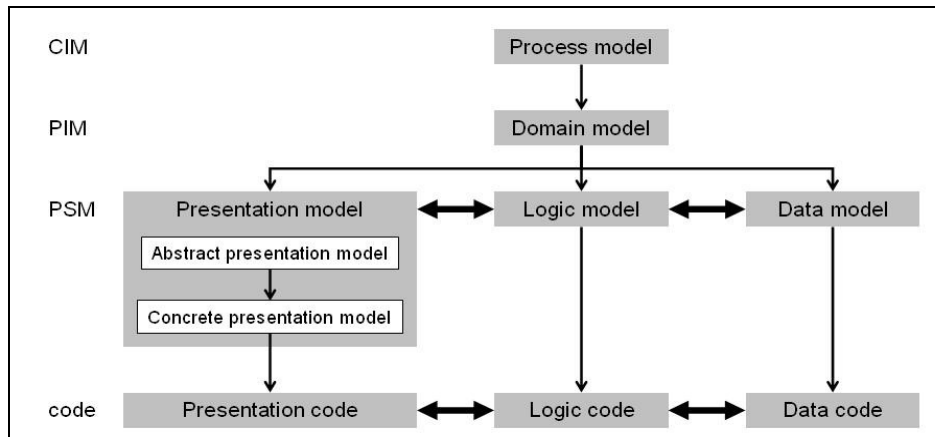 CIM
Process model
PIM
Domain model
PSM
Presentation model
Logic model
Data model
Abstract presentation model
Concrete presentation model
code
Presentation code
Logic code
Data code